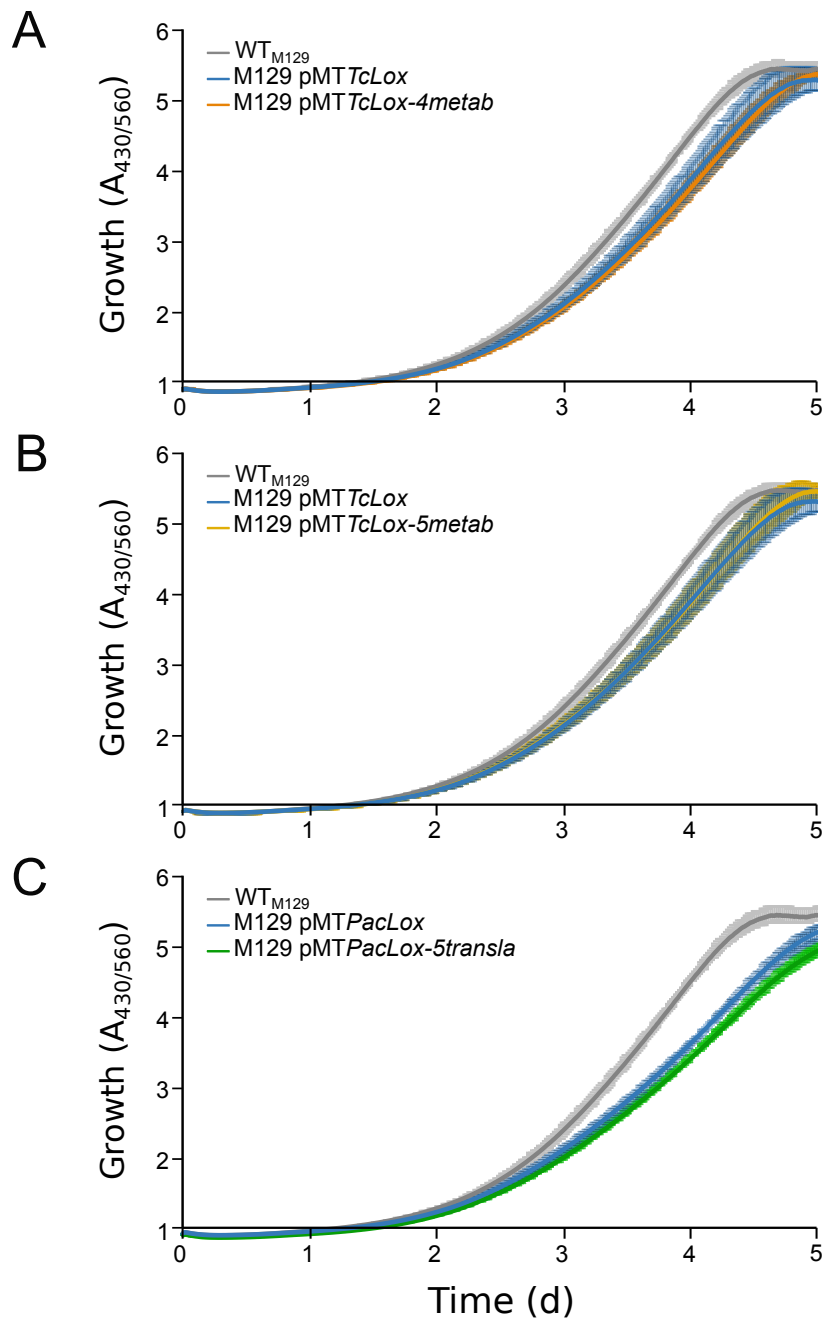 A
6
5
4
3
2
1
Growth (A430/560)
WTM129
M129 pMTTcLox
M129 pMTTcLox-4metab
0 1 2 3 4 5
B
6
5
4
3
2
1
Growth (A430/560)
WTM129
M129 pMTTcLox
M129 pMTTcLox-5metab
0 1 2 3 4 5
C
6
5
4
3
2
1
Growth (A430/560)
WTM129
M129 pMTPacLox
M129 pMTPacLox-5transla
0 1 2 3 4 5
Time (d)